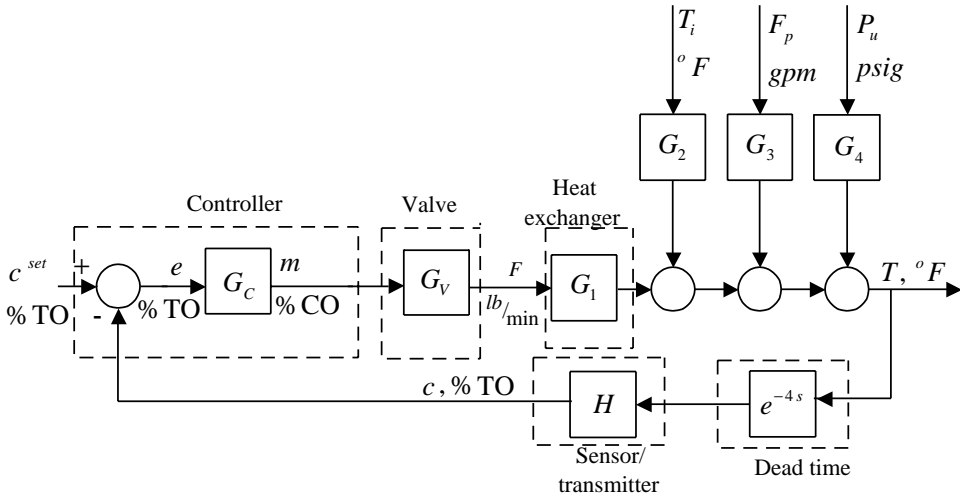 T_i
°F
F_p
gpm
P_u
psig
G_2
G_3
G_4
Controller
Valve
Heat
exchanger
c^set
+
% TO
-
e
% TO
G_C
m
% CO
G_V
F
lb/min
G_1
T, °F
c, % TO
H
e^{-4s}
Sensor/
transmitter
Dead time